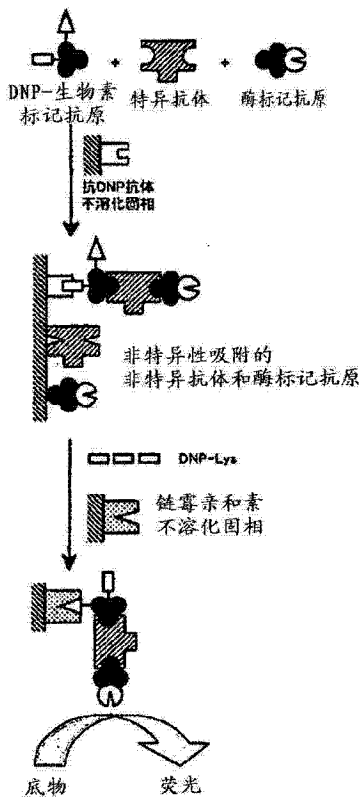 + +
DNP-生物素 特异抗体 酶标记抗原
标记抗原
抗DNP抗体
不溶化固相
非特异性吸附的
非特异抗体和酶标记抗原
DNP-Lys
链霉亲和素
不溶化固相
底物 荧光